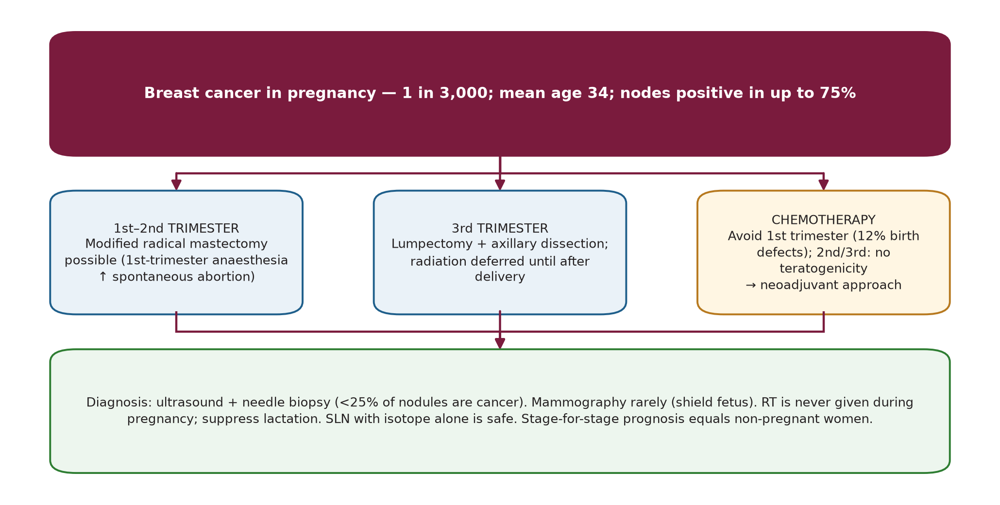 Breast cancer in pregnancy — 1 in 3,000; mean age 34; nodes positive in up to 75%
1st–2nd TRIMESTER
Modified radical mastectomy
possible (1st-trimester anaesthesia
↑ spontaneous abortion)
3rd TRIMESTER
Lumpectomy + axillary dissection;
radiation deferred until after
delivery
CHEMOTHERAPY
Avoid 1st trimester (12% birth
defects); 2nd/3rd: no
teratogenicity
→ neoadjuvant approach
Diagnosis: ultrasound + needle biopsy (<25% of nodules are cancer). Mammography rarely (shield fetus). RT is never given during
pregnancy; suppress lactation. SLN with isotope alone is safe. Stage-for-stage prognosis equals non-pregnant women.